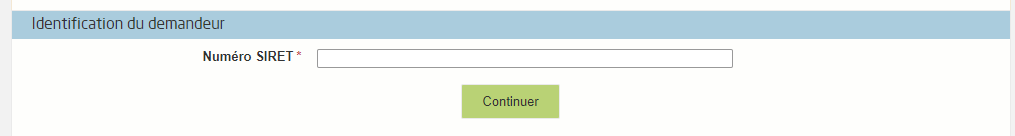 Identification du demandeur
Numéro SIRET *
Continuer